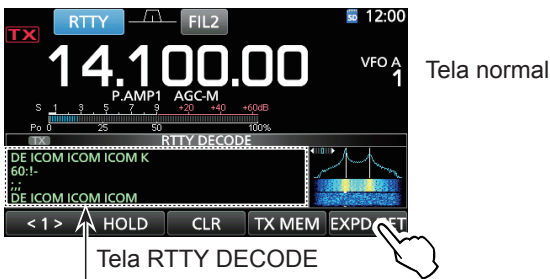 RTTY FIL2 SD 12:00
TX
14.100.00 VFO A
1
Tela normal
P.AMP1 AGC-M
S 1 3 5 7 9 +20 +40 +60dB
Po 0 25 50 100%
TX RTTY DECODE
DE ICOM ICOM ICOM K
60:!-
;,;
DE ICOM ICOM ICOM
<1> HOLD CLR TX MEM
Tela RTTY DECODE